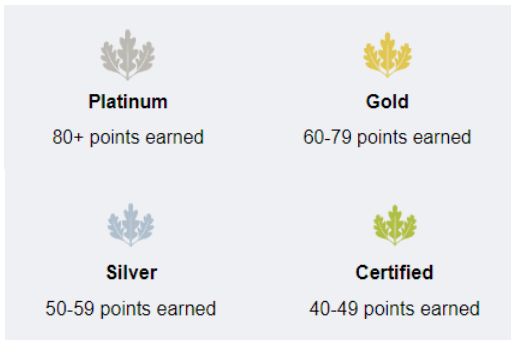 Platinum
80+ points earned
Gold
60-79 points earned
Silver
50-59 points earned
Certified
40-49 points earned